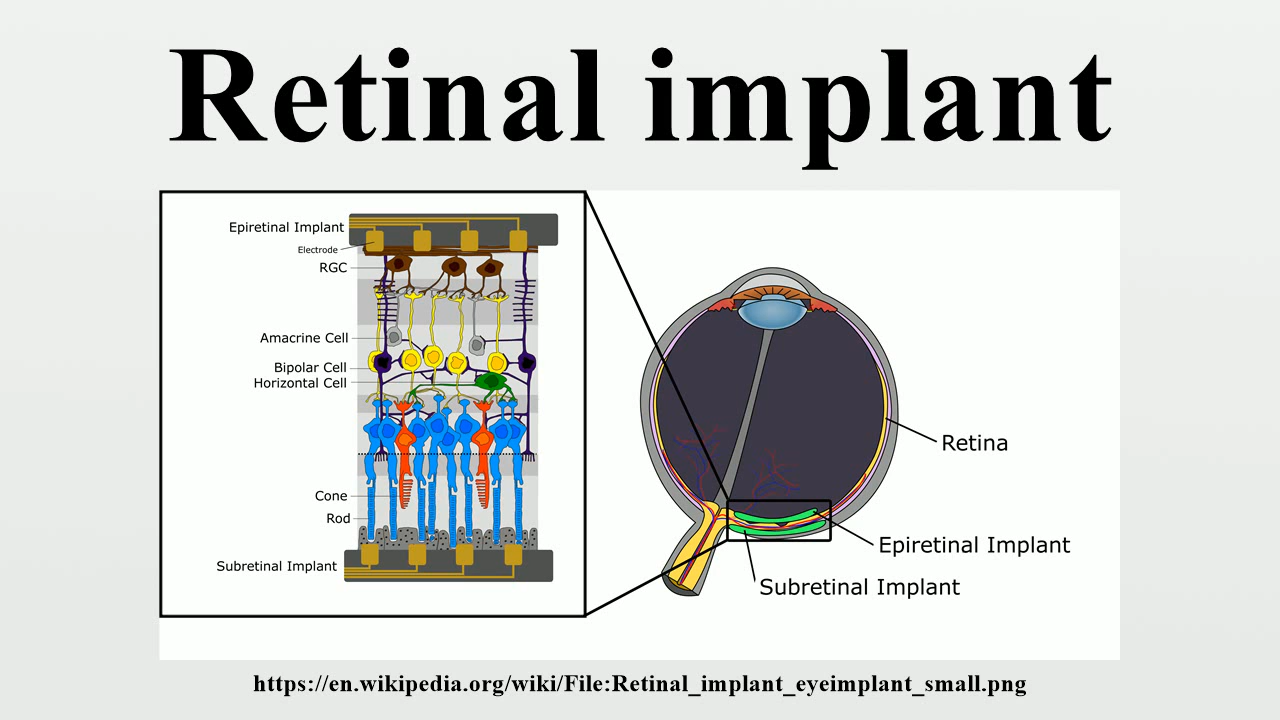 Retinal implant
Epiretinal Implant
Electrode
RGC
Amacrine Cell
Bipolar Cell
Horizontal Cell
Cone
Rod
Subretinal Implant
Retina
Epiretinal Implant
Subretinal Implant
https://en.wikipedia.org/wiki/File:Retinal_implant_eyeimplant_small.png